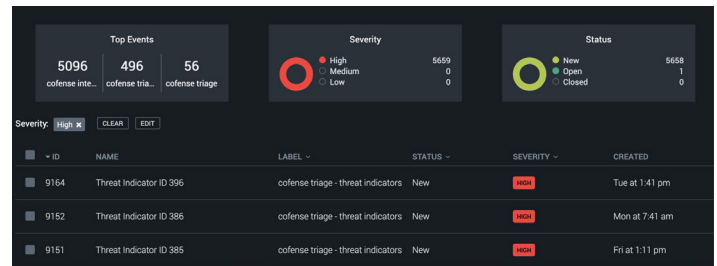 Top Events
5096 496 56
cofense inte... cofense tria... cofense triage
Severity
High 5659
Medium 0
Low 0
Status
New 5658
Open 1
Closed 0
Severity: High × CLEAR EDIT
ID NAME LABEL STATUS SEVERITY CREATED
9164 Threat Indicator ID 396 cofense triage - threat indicators New HIGH Tue at 1:41 pm
9152 Threat Indicator ID 386 cofense triage - threat indicators New HIGH Mon at 7:41 am
9151 Threat Indicator ID 385 cofense triage - threat indicators New HIGH Fri at 1:11 pm